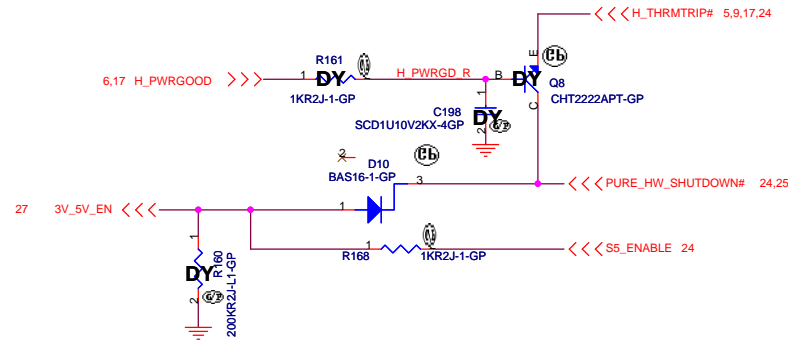 H_THRMTRIP# 5,9,17,24
R161
6,17 H_PWRGOOD
1
DY
2
H_PWRGD_R
B
DY
E
C
Q8
1KR2J-1-GP
CHT2222APT-GP
C198
1
DY
2
G/P
SCD1U10V2KX-4GP
2
D10
BAS16-1-GP
3
PURE_HW_SHUTDOWN# 24,25
27 3V_5V_EN
1
1
R168
1KR2J-1-GP
S5_ENABLE 24
1
DY
R160
2
G/P
200KR2J-L1-GP